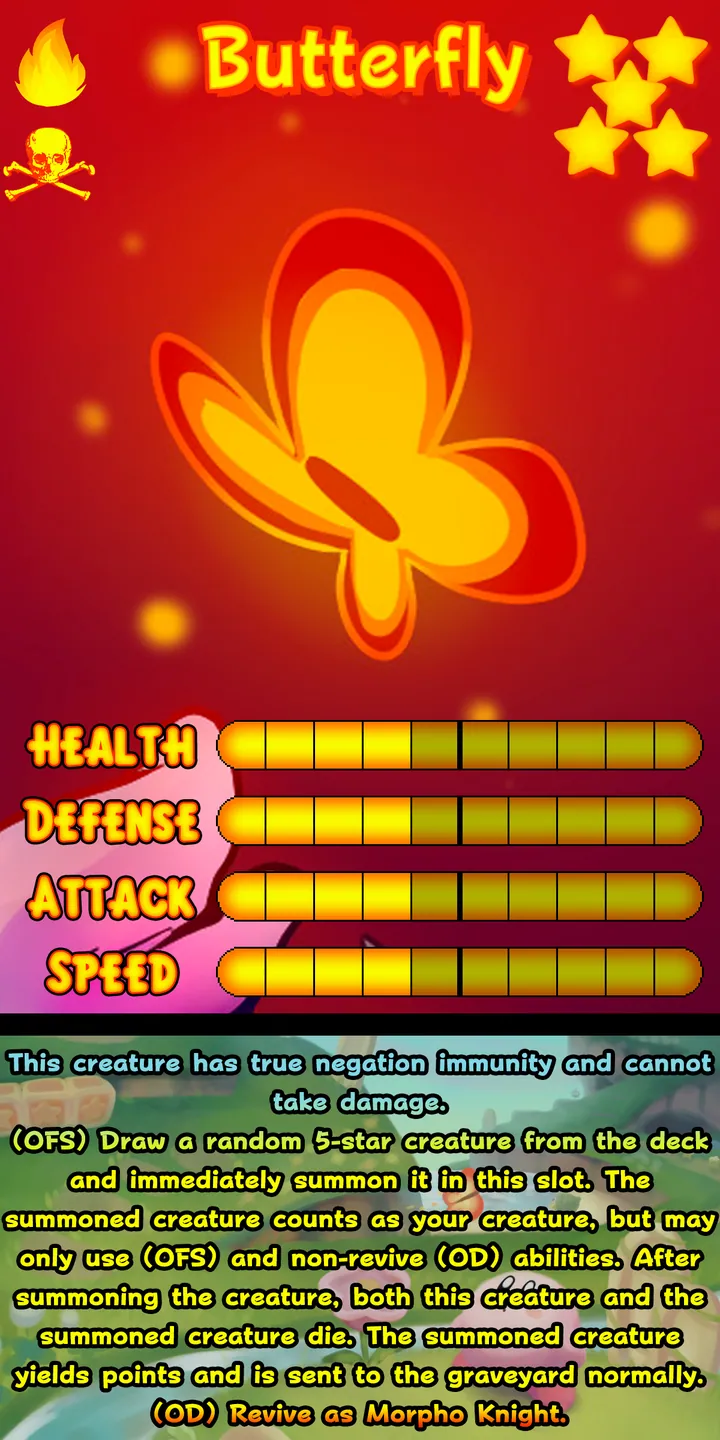 Butterfly
HEALTH
DEFENSE
ATTACK
SPEED
This creature has true negation immunity and cannot
take damage.
(OFS) Draw a random 5-star creature from the deck
and immediately summon it in this slot. The
summoned creature counts as your creature, but may
only use (OFS) and non-revive (OD) abilities. After
summoning the creature, both this creature and the
summoned creature die. The summoned creature
yields points and is sent to the graveyard normally.
(OD) Revive as Morpho Knight.